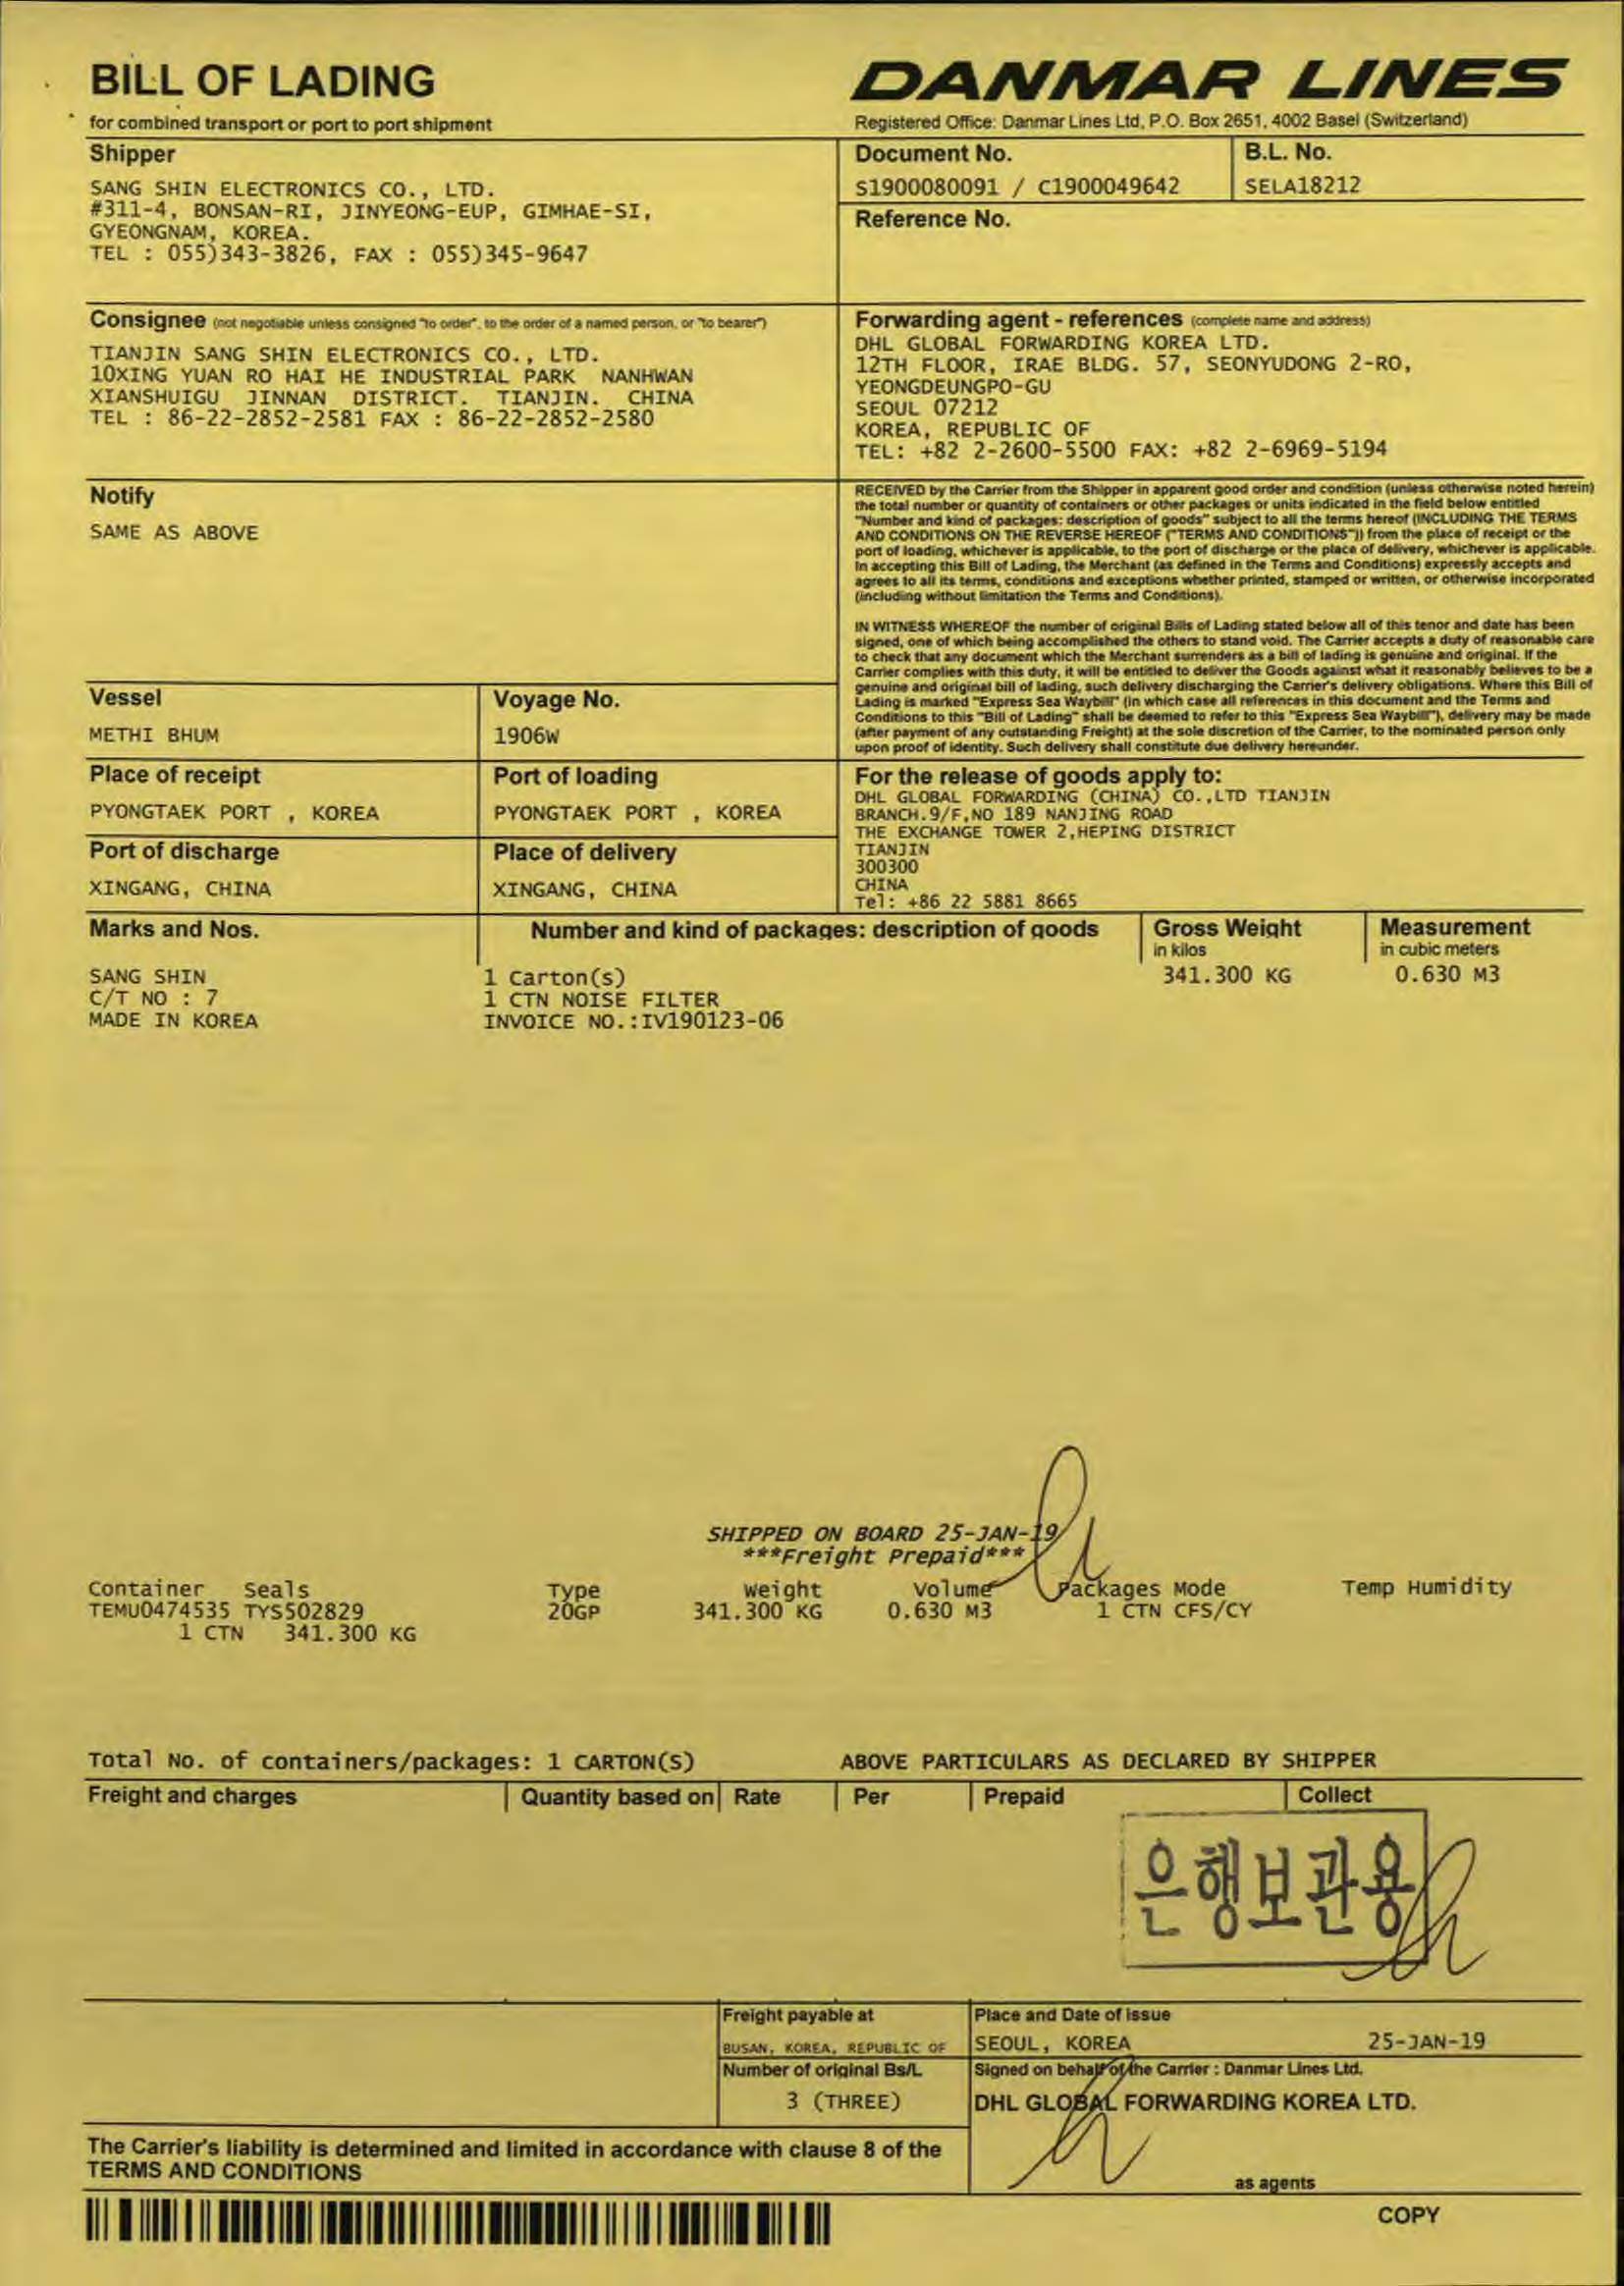 BILL OF LADING
for combined transport or port to port shipment
DANMAR LINES
Registered Office: Danmar Lines Ltd, P.O. Box 2651, 4002 Basel (Switzerland)
Shipper
SANG SHIN ELECTRONICS CO., LTD.
#311-4, BONSAN-RI, JINYEONG-EUP, GIMHAE-SI,
GYEONGNAM, KOREA.
TEL : 055)343-3826, FAX : 055)345-9647
Document No.
S1900080091 / C1900049642
B.L. No.
SELA18212
Reference No.
Consignee (not negotiable unless consigned "to order", to the order of a named person, or "to bearer")
TIANJIN SANG SHIN ELECTRONICS CO., LTD.
10XING YUAN RO HAI HE INDUSTRIAL PARK NANHWAN
XIANSHUIGU JINNAN DISTRICT. TIANJIN. CHINA
TEL : 86-22-2852-2581 FAX : 86-22-2852-2580
Forwarding agent - references (complete name and address)
DHL GLOBAL FORWARDING KOREA LTD.
12TH FLOOR, IRAE BLDG. 57, SEONYUDONG 2-RO,
YEONGDEUNGPO-GU
SEOUL 07212
KOREA, REPUBLIC OF
TEL: +82 2-2600-5500 FAX: +82 2-6969-5194
Notify
SAME AS ABOVE
RECEIVED by the Carrier from the Shipper in apparent good order and condition (unless otherwise noted herein)
the total number or quantity of containers or other packages or units indicated in the field below entitled
"Number and kind of packages: description of goods" subject to all the terms hereof (INCLUDING THE TERMS
AND CONDITIONS ON THE REVERSE HEREOF ("TERMS AND CONDITIONS")) from the place of receipt or the
port of loading, whichever is applicable, to the port of discharge or the place of delivery, whichever is applicable.
In accepting this Bill of Lading, the Merchant (as defined in the Terms and Conditions) expressly accepts and
agrees to all its terms, conditions and exceptions whether printed, stamped or written, or otherwise incorporated
(including without limitation the Terms and Conditions).
IN WITNESS WHEREOF the number of original Bills of Lading stated below all of this tenor and date has been
signed, one of which being accomplished the others to stand void. The Carrier accepts a duty of reasonable care
to check that any document which the Merchant surrenders as a bill of lading is genuine and original. If the
Carrier complies with this duty, it will be entitled to deliver the Goods against what it reasonably believes to be a
genuine and original bill of lading, such delivery discharging the Carrier's delivery obligations. Where this Bill of
Lading is marked "Express Sea Waybill" (in which case all references in this document and the Terms and
Conditions to this "Bill of Lading" shall be deemed to refer to this "Express Sea Waybill"), delivery may be made
(after payment of any outstanding Freight) at the sole discretion of the Carrier, to the nominated person only
upon proof of identity. Such delivery shall constitute due delivery hereunder.
Vessel
METHI BHUM
Voyage No.
1906W
Place of receipt
PYONGTAEK PORT , KOREA
Port of loading
PYONGTAEK PORT , KOREA
For the release of goods apply to:
DHL GLOBAL FORWARDING (CHINA) CO.,LTD TIANJIN
BRANCH.9/F,NO 189 NANJING ROAD
THE EXCHANGE TOWER 2,HEPING DISTRICT
TIANJIN
300300
CHINA
Tel: +86 22 5881 8665
Port of discharge
XINGANG, CHINA
Place of delivery
XINGANG, CHINA
Marks and Nos. Number and kind of packages: description of goods Gross Weight Measurement
in kilos in cubic meters
SANG SHIN 1 Carton(s) 341.300 KG 0.630 M3
C/T NO : 7 1 CTN NOISE FILTER
MADE IN KOREA INVOICE NO.:IV190123-06
SHIPPED ON BOARD 25-JAN-19
***Freight Prepaid***
Container Seals Type Weight Volume Packages Mode Temp Humidity
TEMU0474535 TYS502829 20GP 341.300 KG 0.630 M3 1 CTN CFS/CY
1 CTN 341.300 KG
Total No. of containers/packages: 1 CARTON(S) ABOVE PARTICULARS AS DECLARED BY SHIPPER
Freight and charges Quantity based on Rate Per Prepaid Collect
은행보관용
Freight payable at
BUSAN, KOREA, REPUBLIC OF
Place and Date of issue
SEOUL, KOREA 25-JAN-19
Number of original Bs/L
3 (THREE)
Signed on behalf of the Carrier : Danmar Lines Ltd.
DHL GLOBAL FORWARDING KOREA LTD.
The Carrier's liability is determined and limited in accordance with clause 8 of the
TERMS AND CONDITIONS
as agents
COPY